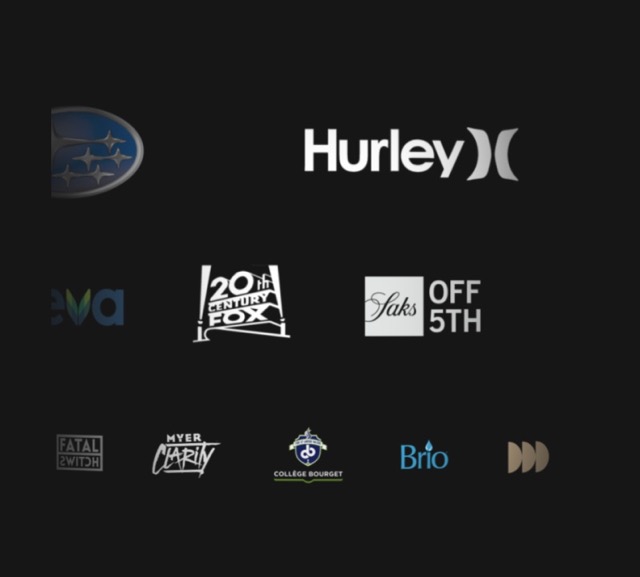 Hurley
eva
20th
CENTURY
FOX
Saks
OFF
5TH
FATAL
SWITCH
MYER
CLARITY
COLLÈGE BOURGET
Brio